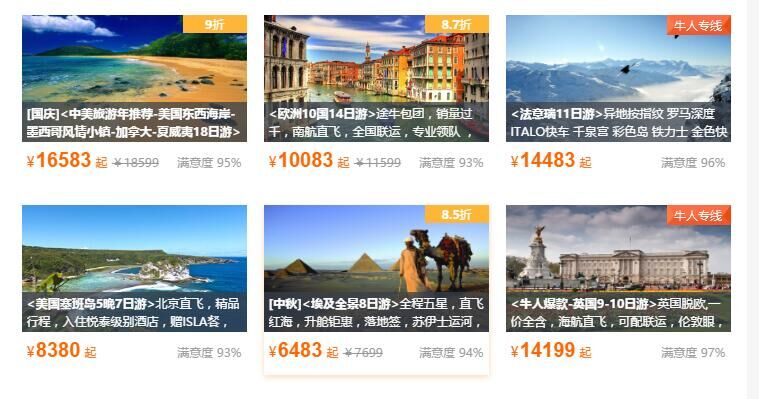 9折
[国庆]<中美旅游年推荐-美国东西海岸-
墨西哥风情小镇-加拿大-夏威夷18日游>
¥16583 起 ¥18599 满意度 95%
8.7折
<欧洲10国14日游>途牛包团，销量过
千，南航直飞，全国联运，专业领队，
¥10083 起 ¥11599 满意度 93%
牛人专线
<法意瑞11日游>异地按指纹 罗马深度
ITALO快车 千泉宫 彩色岛 铁力士 金色快
¥14483 起 满意度 96%
<美国塞班岛5晚7日游>北京直飞，精品
行程，入住悦泰级别酒店，赠ISLA餐，
¥8380 起 满意度 93%
8.5折
[中秋]<埃及全景8日游>全程五星，直飞
红海，升舱钜惠，落地签，苏伊士运河，
¥6483 起 ¥7699 满意度 94%
牛人专线
<牛人爆款-英国9-10日游>英国脱欧,一
价全含，海航直飞，可配联运，伦敦眼，
¥14199 起 满意度 97%